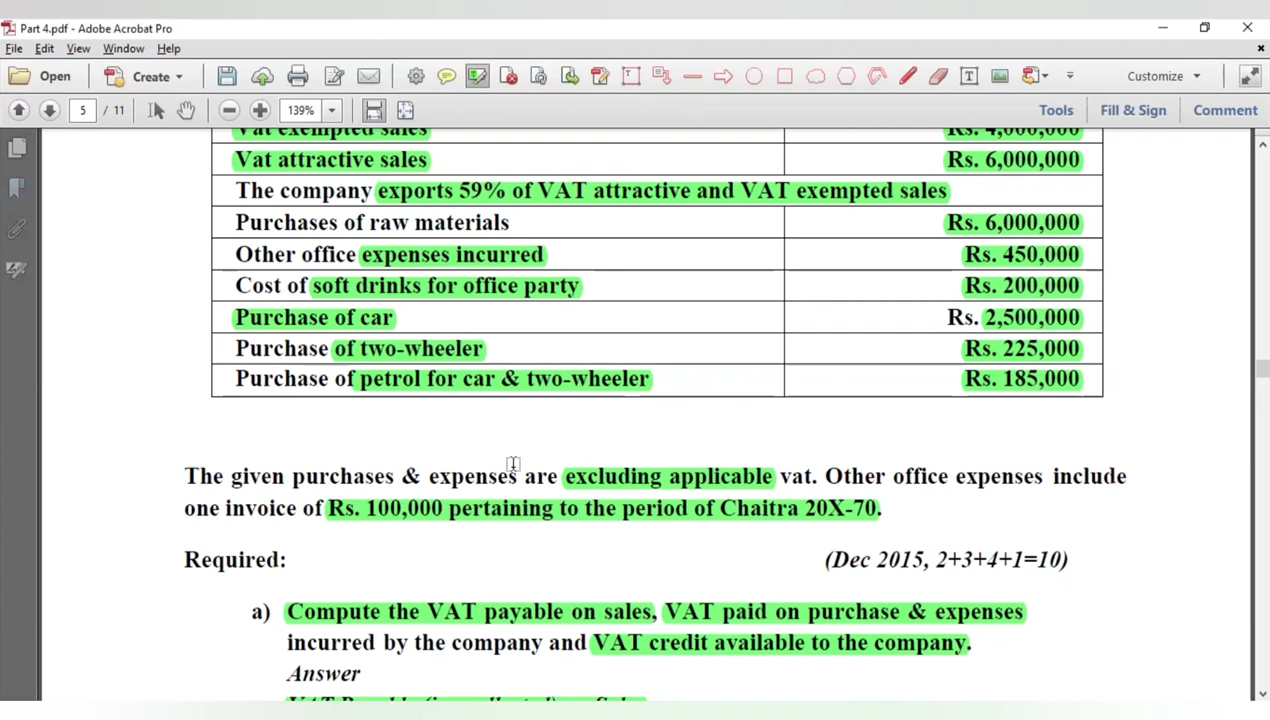 Part 4.pdf - Adobe Acrobat Pro
File Edit View Window Help
Open Create Customize
5 / 11 139% Tools Fill & Sign Comment
Vat exempted sales Rs. 4,000,000
Vat attractive sales Rs. 6,000,000
The company exports 59% of VAT attractive and VAT exempted sales
Purchases of raw materials Rs. 6,000,000
Other office expenses incurred Rs. 450,000
Cost of soft drinks for office party Rs. 200,000
Purchase of car Rs. 2,500,000
Purchase of two-wheeler Rs. 225,000
Purchase of petrol for car & two-wheeler Rs. 185,000
The given purchases & expenses are excluding applicable vat. Other office expenses include
one invoice of Rs. 100,000 pertaining to the period of Chaitra 20X-70.
Required: (Dec 2015, 2+3+4+1=10)
a) Compute the VAT payable on sales, VAT paid on purchase & expenses
incurred by the company and VAT credit available to the company.
Answer